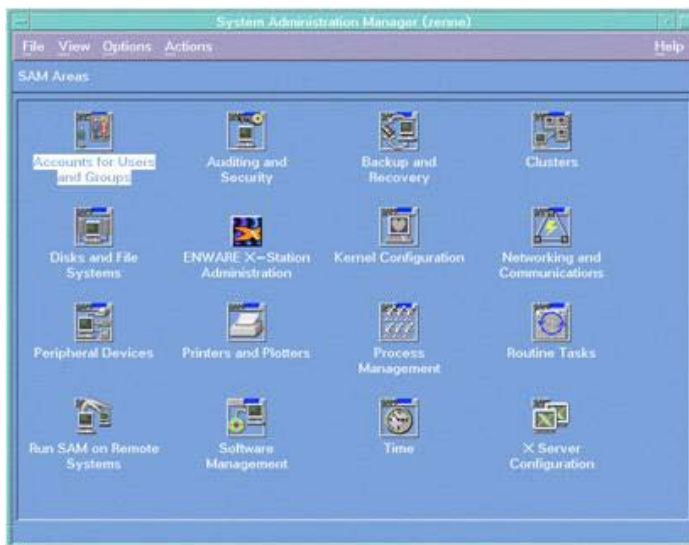 System Administration Manager (renne)
File View Options Actions Help
SAM Areas
Accounts for Users
and Groups
Auditing and
Security
Backup and
Recovery
Clusters
Disks and File
Systems
ENWARE X-Station
Administration
Kernel Configuration
Networking and
Communications
Peripheral Devices
Printers and Plotters
Process
Management
Routine Tasks
Run SAM on Remote
Systems
Software
Management
Time
X Server
Configuration